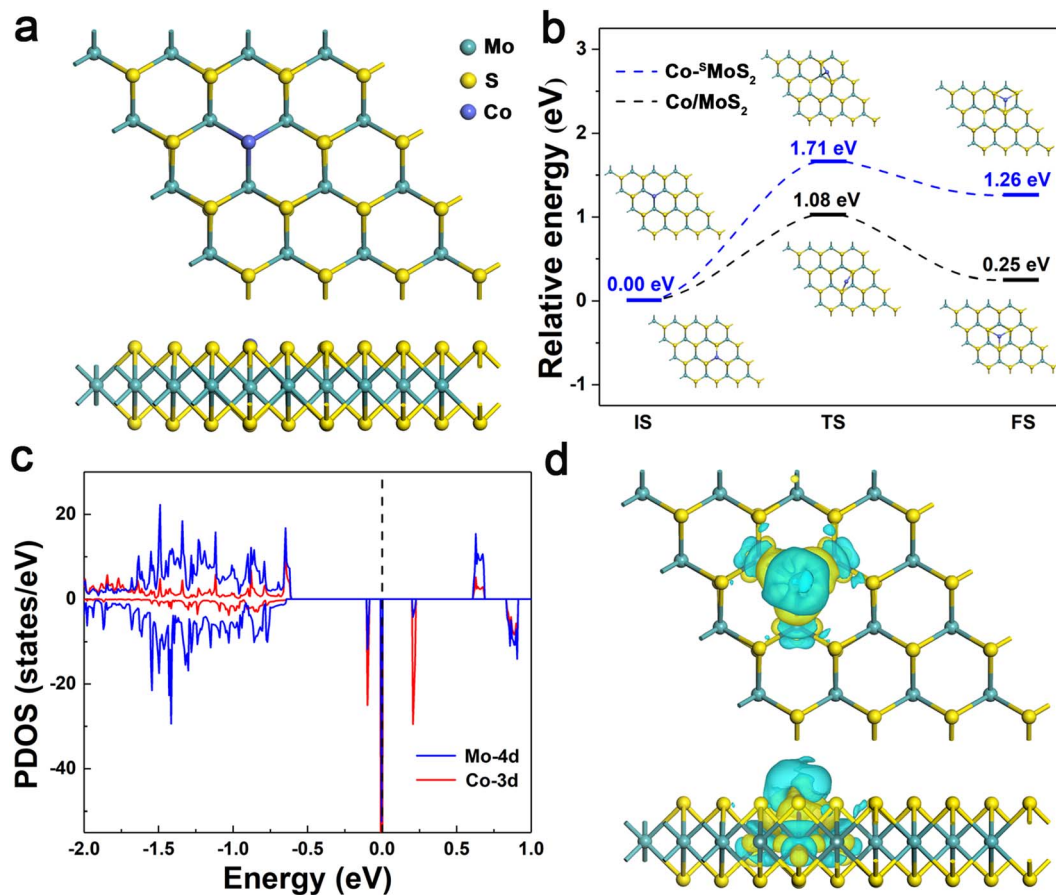 a
Mo
S
Co
b
Relative energy (eV)
3
2
1
0
-1
Co-ˢMoS₂
Co/MoS₂
1.71 eV
1.26 eV
1.08 eV
0.00 eV
0.25 eV
IS TS FS
c
PDOS (states/eV)
20
0
-20
-40
Mo-4d
Co-3d
-2.0 -1.5 -1.0 -0.5 0.0 0.5 1.0
Energy (eV)
d